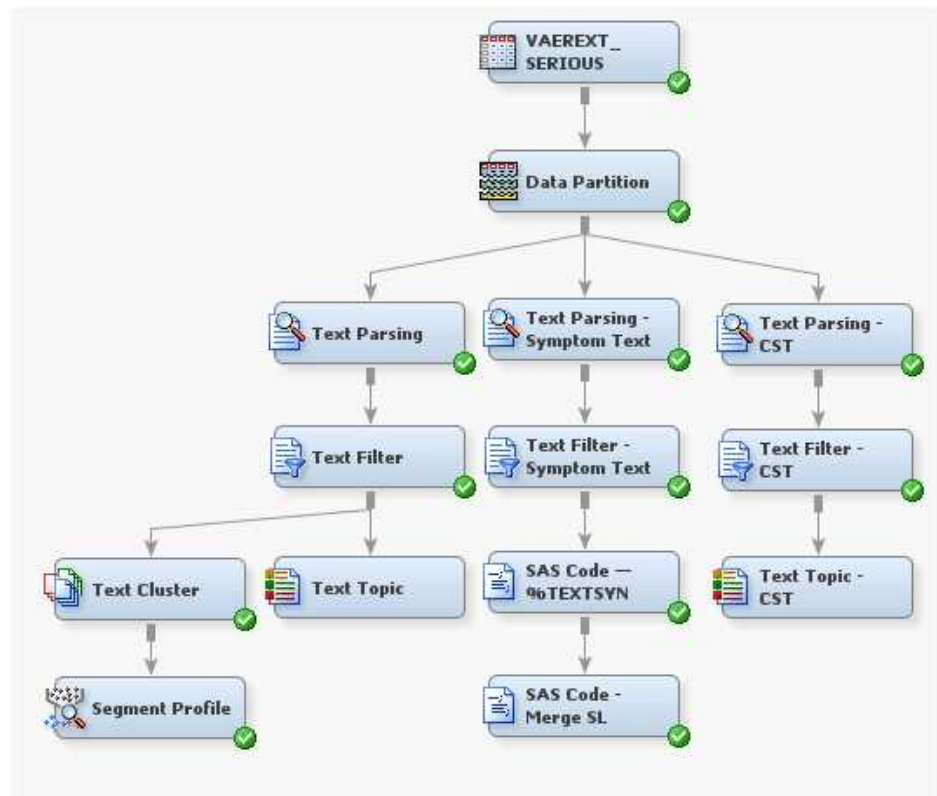 VAEREXT_
SERIOUS
Data Partition
Text Parsing
Text Parsing -
Symptom Text
Text Parsing -
CST
Text Filter
Text Filter -
Symptom Text
Text Filter -
CST
Text Cluster
Text Topic
SAS Code —
%TEXTSYN
Text Topic -
CST
Segment Profile
SAS Code -
Merge SL